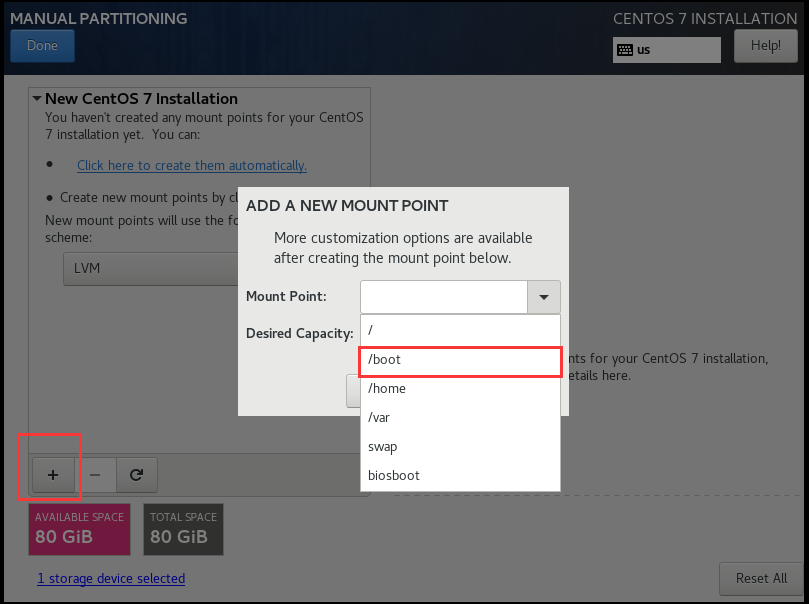 MANUAL PARTITIONING
CENTOS 7 INSTALLATION
Done
us
Help!
New CentOS 7 Installation
You haven't created any mount points for your CentOS
7 installation yet. You can:
• Click here to create them automatically.
• Create new mount points by cl
New mount points will use the fo
scheme:
LVM
ADD A NEW MOUNT POINT
More customization options are available
after creating the mount point below.
Mount Point:
Desired Capacity:
/
/boot
/home
/var
swap
biosboot
nts for your CentOS 7 installation,
etails here.
+
−
AVAILABLE SPACE
80 GiB
TOTAL SPACE
80 GiB
1 storage device selected
Reset All